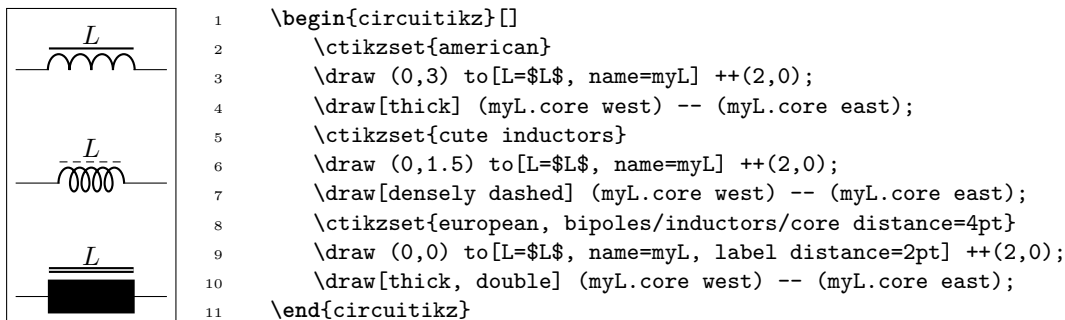 L
L
L
1 \begin{circuitikz}[]
2 \ctikzset{american}
3 \draw (0,3) to[L=$L$, name=myL] ++(2,0);
4 \draw[thick] (myL.core west) -- (myL.core east);
5 \ctikzset{cute inductors}
6 \draw (0,1.5) to[L=$L$, name=myL] ++(2,0);
7 \draw[densely dashed] (myL.core west) -- (myL.core east);
8 \ctikzset{european, bipoles/inductors/core distance=4pt}
9 \draw (0,0) to[L=$L$, name=myL, label distance=2pt] ++(2,0);
10 \draw[thick, double] (myL.core west) -- (myL.core east);
11 \end{circuitikz}